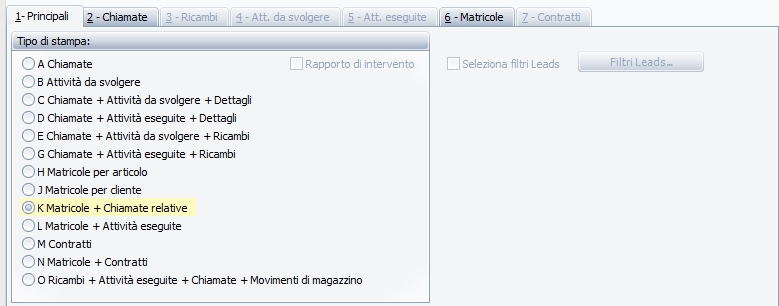 1- Principali 2 - Chiamate 3 - Ricambi 4 - Att. da svolgere 5 - Att. eseguite 6 - Matricole 7 - Contratti
Tipo di stampa:
A Chiamate Rapporto di intervento Seleziona filtri Leads Filtri Leads...
B Attività da svolgere
C Chiamate + Attività da svolgere + Dettagli
D Chiamate + Attività eseguite + Dettagli
E Chiamate + Attività da svolgere + Ricambi
G Chiamate + Attività eseguite + Ricambi
H Matricole per articolo
J Matricole per cliente
K Matricole + Chiamate relative
L Matricole + Attività eseguite
M Contratti
N Matricole + Contratti
O Ricambi + Attività eseguite + Chiamate + Movimenti di magazzino